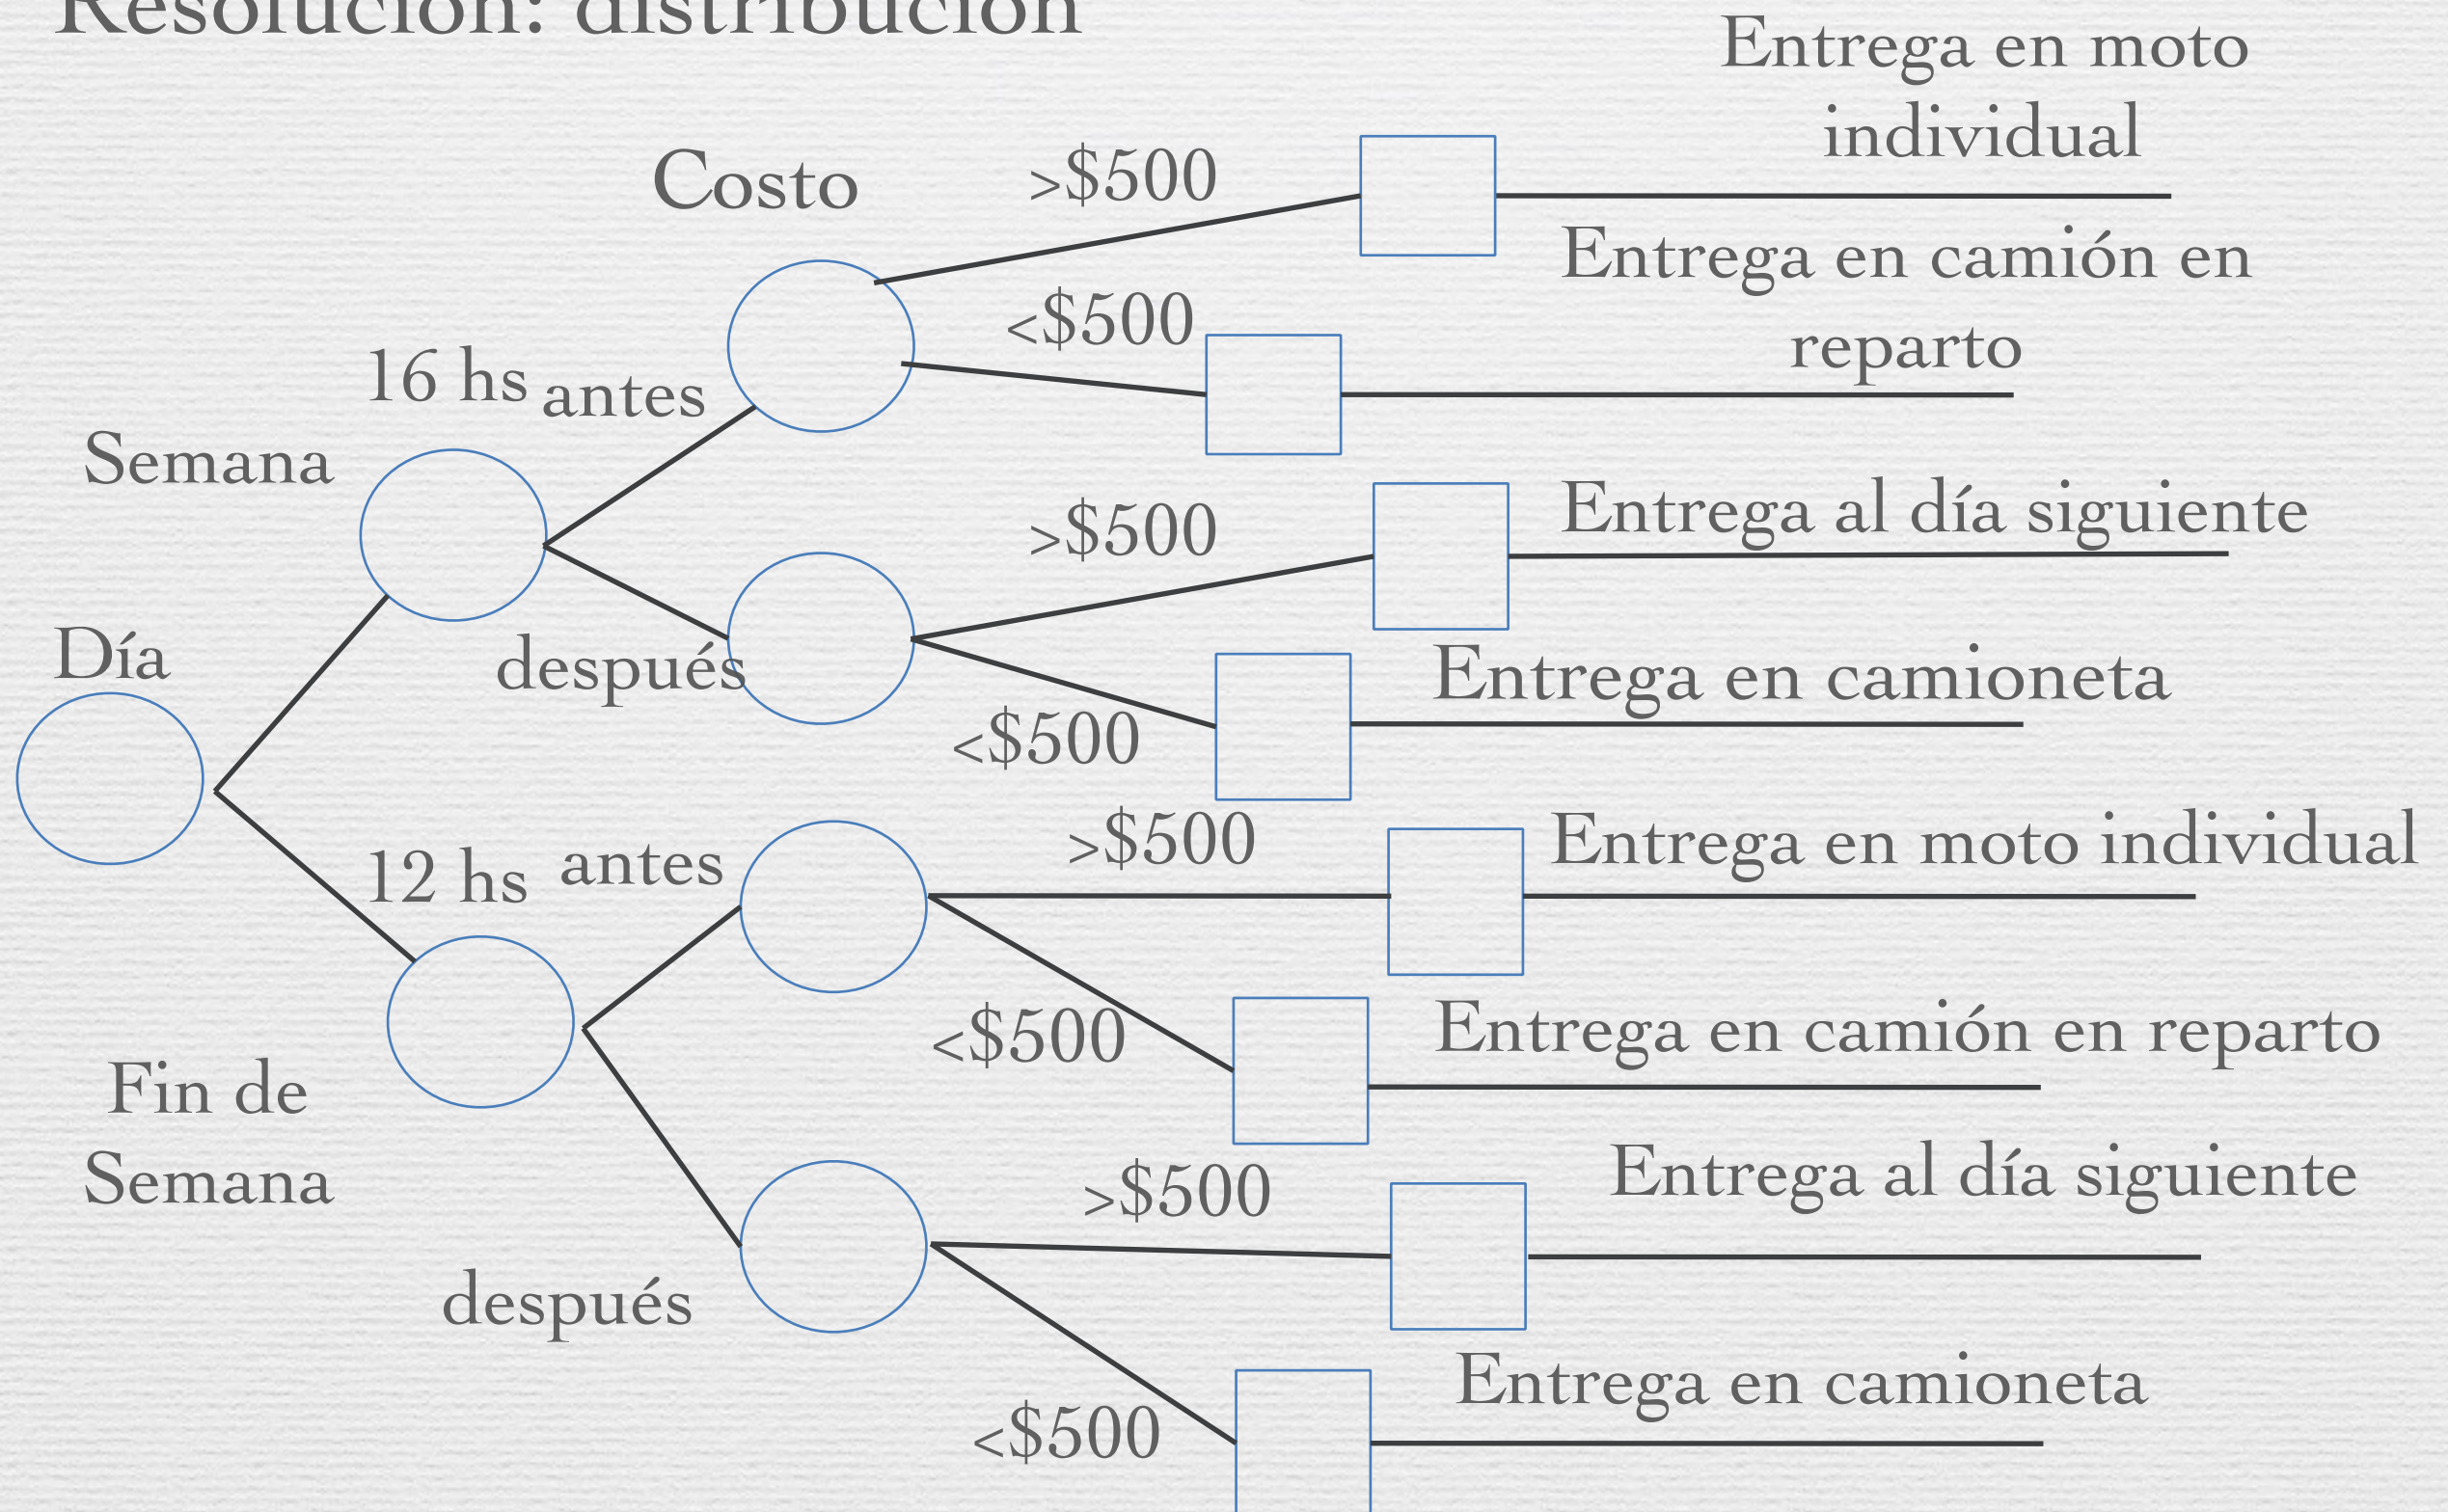 Resolución: distribución
Entrega en moto
individual
Costo
>$500
Entrega en camión en
<$500
reparto
16 hs antes
Semana
>$500
Entrega al día siguiente
Día
después
Entrega en camioneta
<$500
>$500
Entrega en moto individual
12 hs antes
<$500
Entrega en camión en reparto
Fin de
Semana
>$500
Entrega al día siguiente
después
Entrega en camioneta
<$500